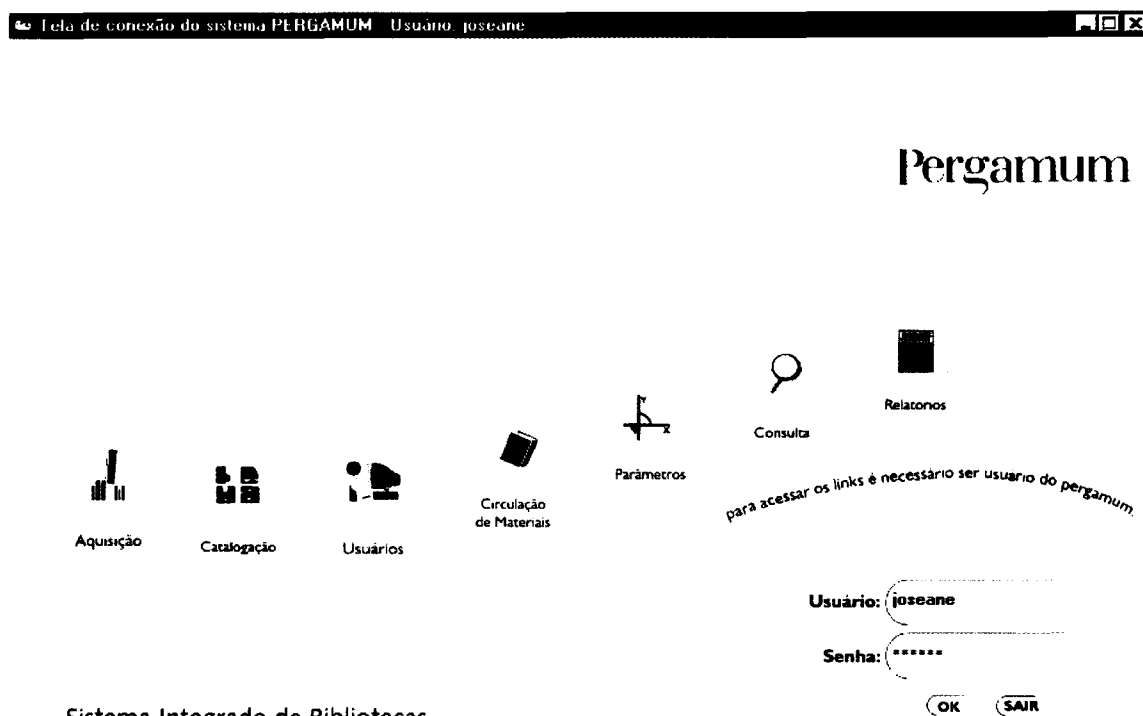 Tela de conexão do sistema PERGAMUM Usuário: joseane
Pergamum
Relatorios
Consulta
Parâmetros
Circulação
de Materiais
Aquisição
Catalogação
Usuários
para acessar os links é necessário ser usuario do pergamum.
Usuário: joseane
Senha: ******
OK SAIR
Sistema Integrado de Bibliotecas